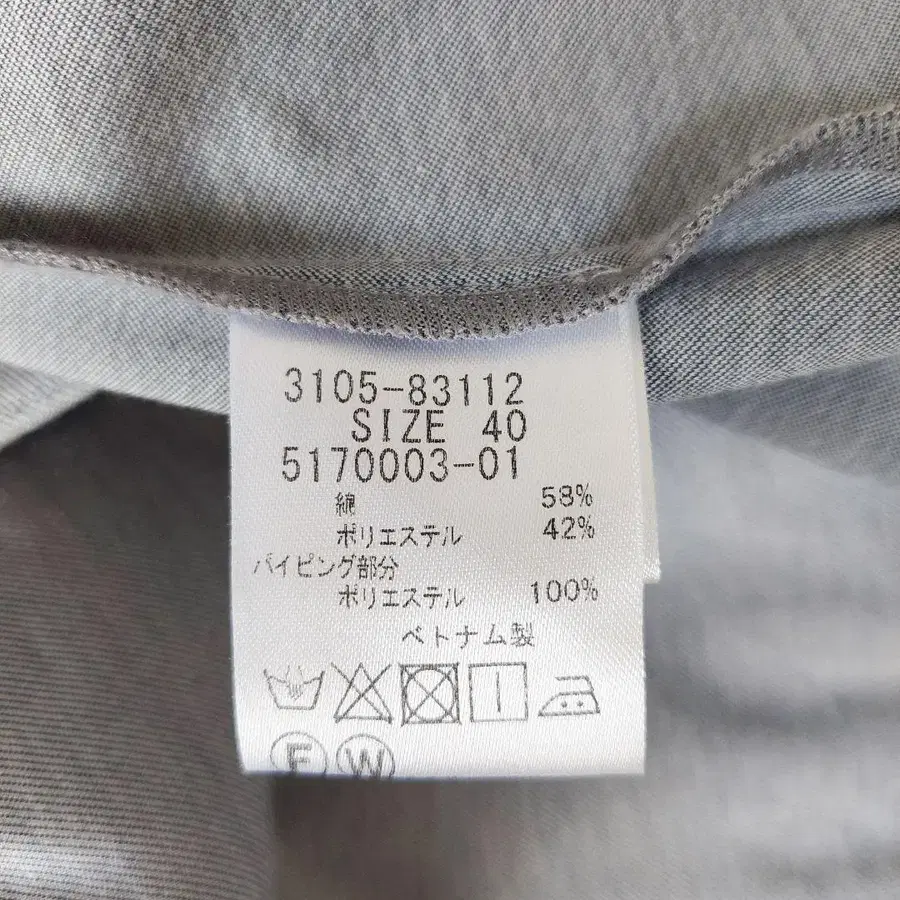 3105-83112
SIZE 40
5170003-01
綿 58%
ポリエステル 42%
パイピング部分
ポリエステル 100%
ベトナム製
F W